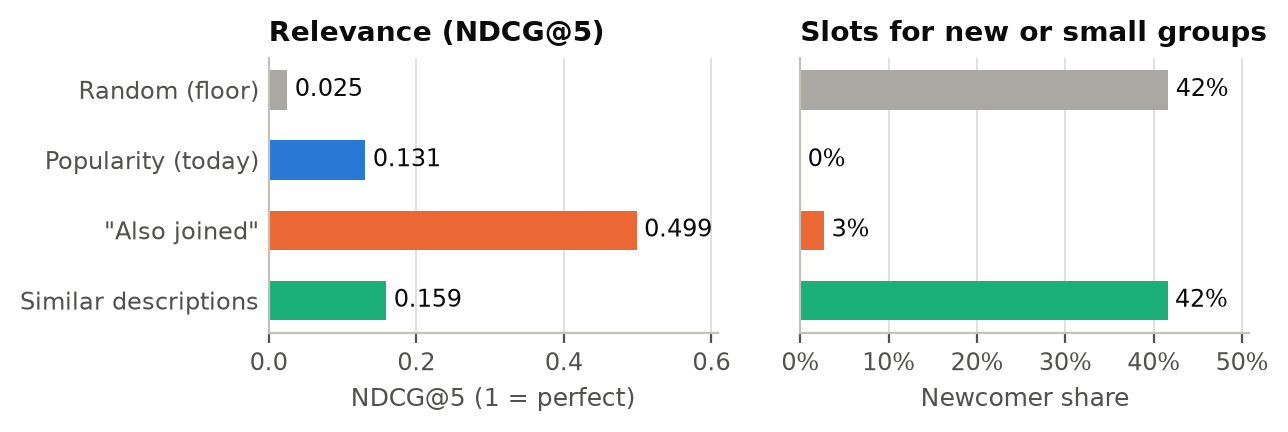 Relevance (NDCG@5)
Slots for new or small groups
Random (floor)
0.025
42%
Popularity (today)
0.131
0%
"Also joined"
0.499
3%
Similar descriptions
0.159
42%
0.0 0.2 0.4 0.6
0% 10% 20% 30% 40% 50%
NDCG@5 (1 = perfect)
Newcomer share